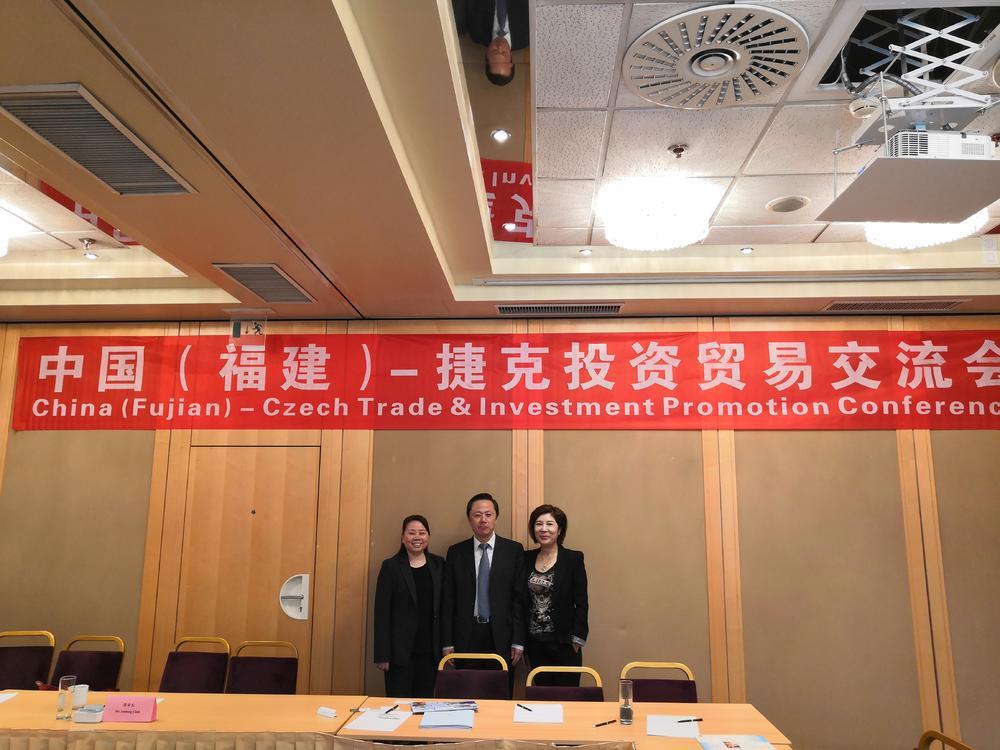 中国（福建）– 捷克投资贸易交流会
China (Fujian) – Czech Trade & Investment Promotion Conferenc